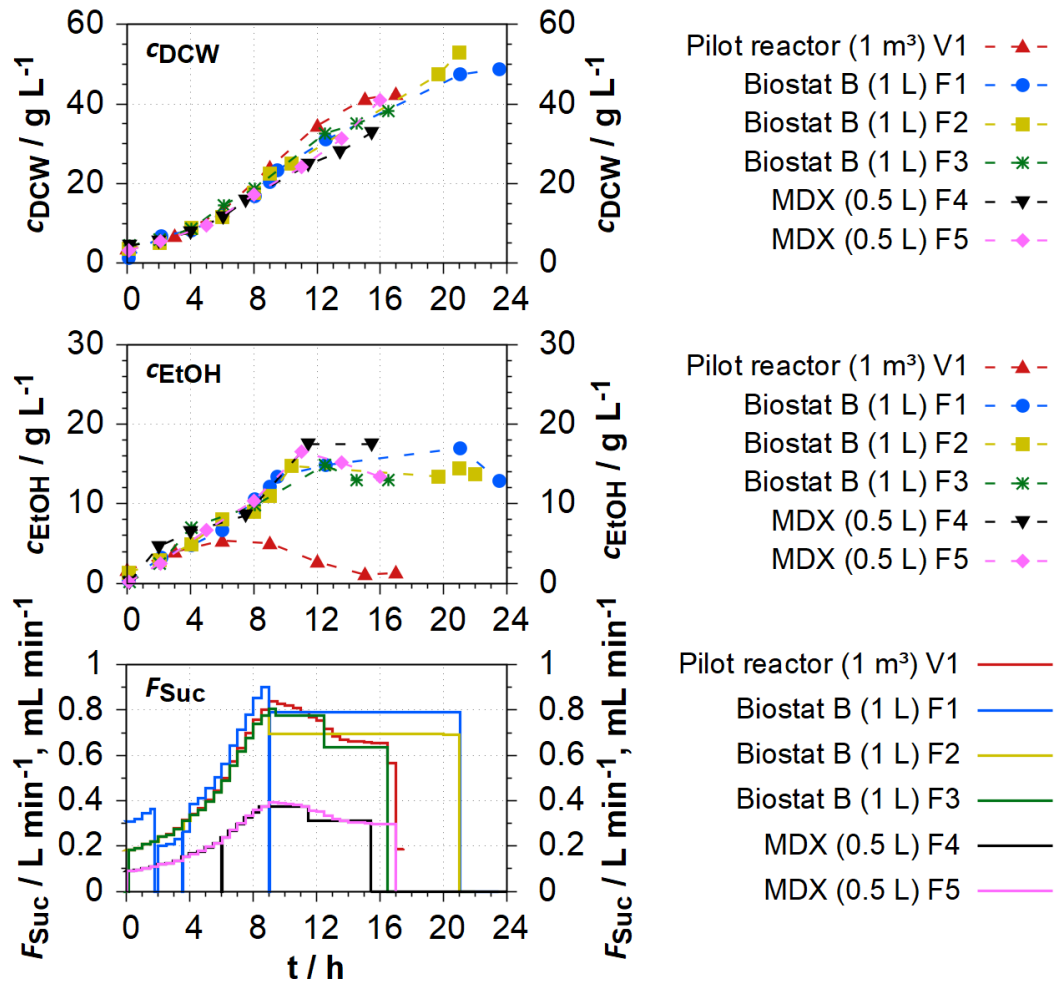 cDCW / g L-1
60
40
20
0
cDCW
60
40
20
0
cDCW / g L-1
0 4 8 12 16 20 24
Pilot reactor (1 m³) V1
Biostat B (1 L) F1
Biostat B (1 L) F2
Biostat B (1 L) F3
MDX (0.5 L) F4
MDX (0.5 L) F5
cEtOH / g L-1
30
20
10
0
cEtOH
30
20
10
0
cEtOH / g L-1
0 4 8 12 16 20 24
Pilot reactor (1 m³) V1
Biostat B (1 L) F1
Biostat B (1 L) F2
Biostat B (1 L) F3
MDX (0.5 L) F4
MDX (0.5 L) F5
FSuc / L min-1, mL min-1
1
0.8
0.6
0.4
0.2
0
FSuc
1
0.8
0.6
0.4
0.2
0
FSuc / L min-1, mL min-1
0 4 8 12 16 20 24
t / h
Pilot reactor (1 m³) V1
Biostat B (1 L) F1
Biostat B (1 L) F2
Biostat B (1 L) F3
MDX (0.5 L) F4
MDX (0.5 L) F5